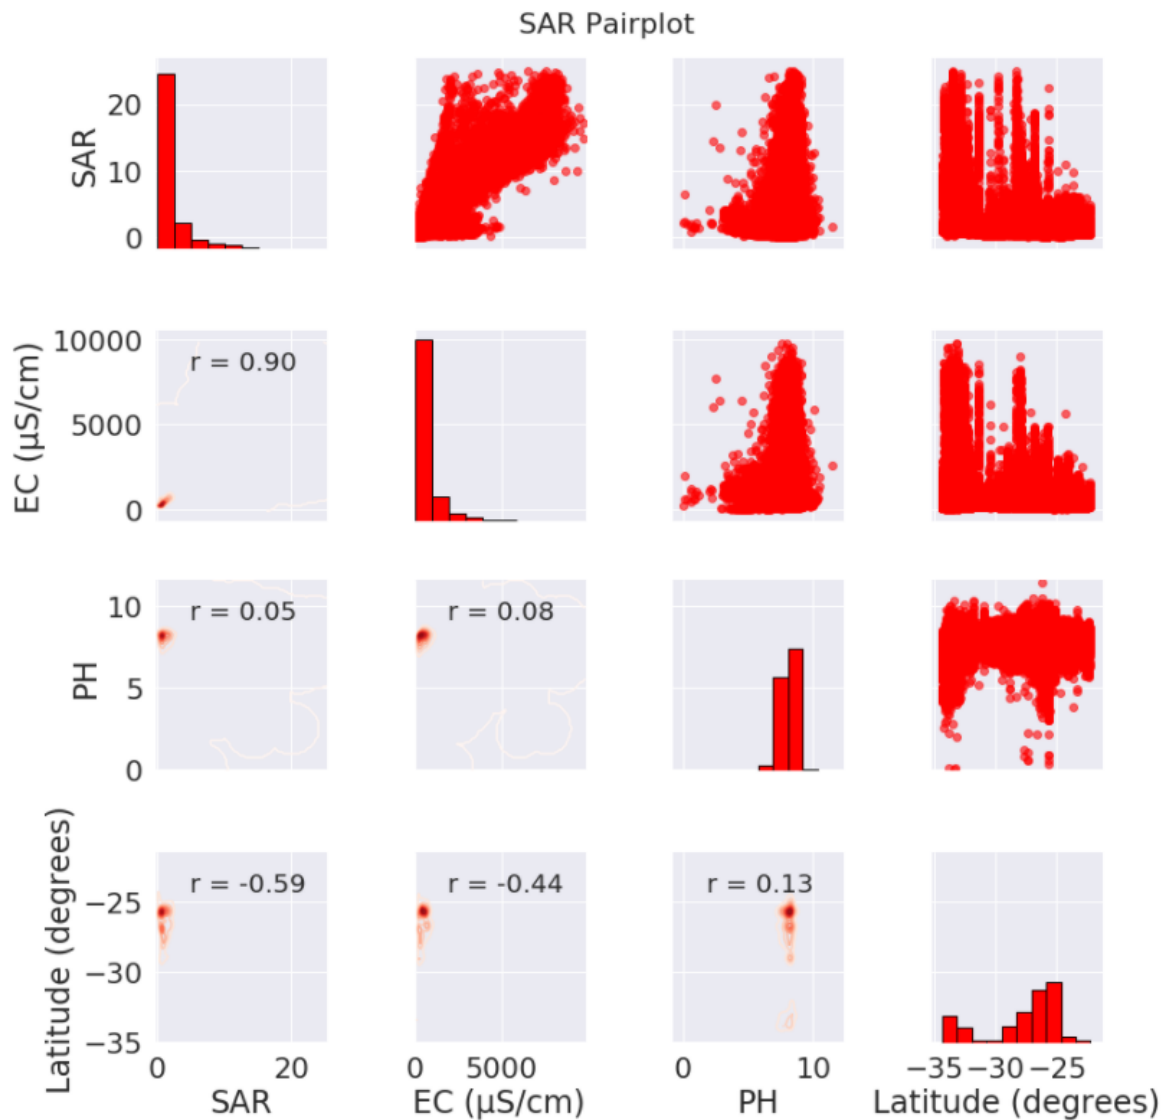 SAR Pairplot
SAR
20
10
0
EC (µS/cm)
10000
5000
0
r = 0.90
PH
10
5
0
r = 0.05
r = 0.08
Latitude (degrees)
−25
−30
−35
r = -0.59
r = -0.44
r = 0.13
0 20
0 5000
0 10
−35 −30 −25
SAR
EC (µS/cm)
PH
Latitude (degrees)